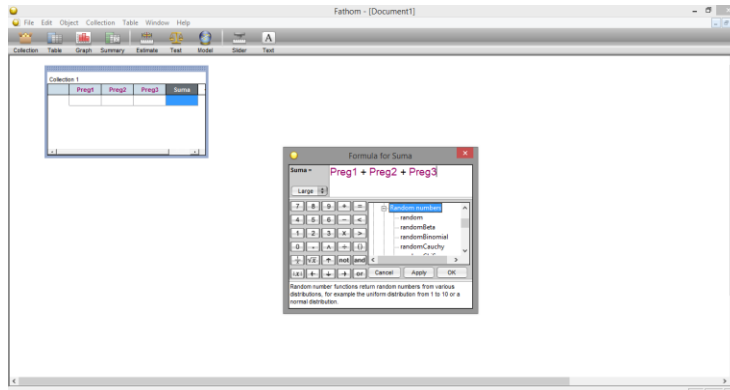 Fathom - [Document1]
File Edit Object Collection Table Window Help
Collection Table Graph Summary Estimate Test Model Slider Text
Collection 1
Preg1 Preg2 Preg3 Suma
Formula for Suma
Suma = Preg1 + Preg2 + Preg3
Large
7 8 9 + =
Random numbers
4 5 6 − <
random
randomBeta
1 2 3 x >
randomBinomial
0 . ^ ÷ ()
randomCauchy
not and
or
Cancel Apply OK
Random number functions return random numbers from various
distributions, for example the uniform distribution from 1 to 10 or a
normal distribution.